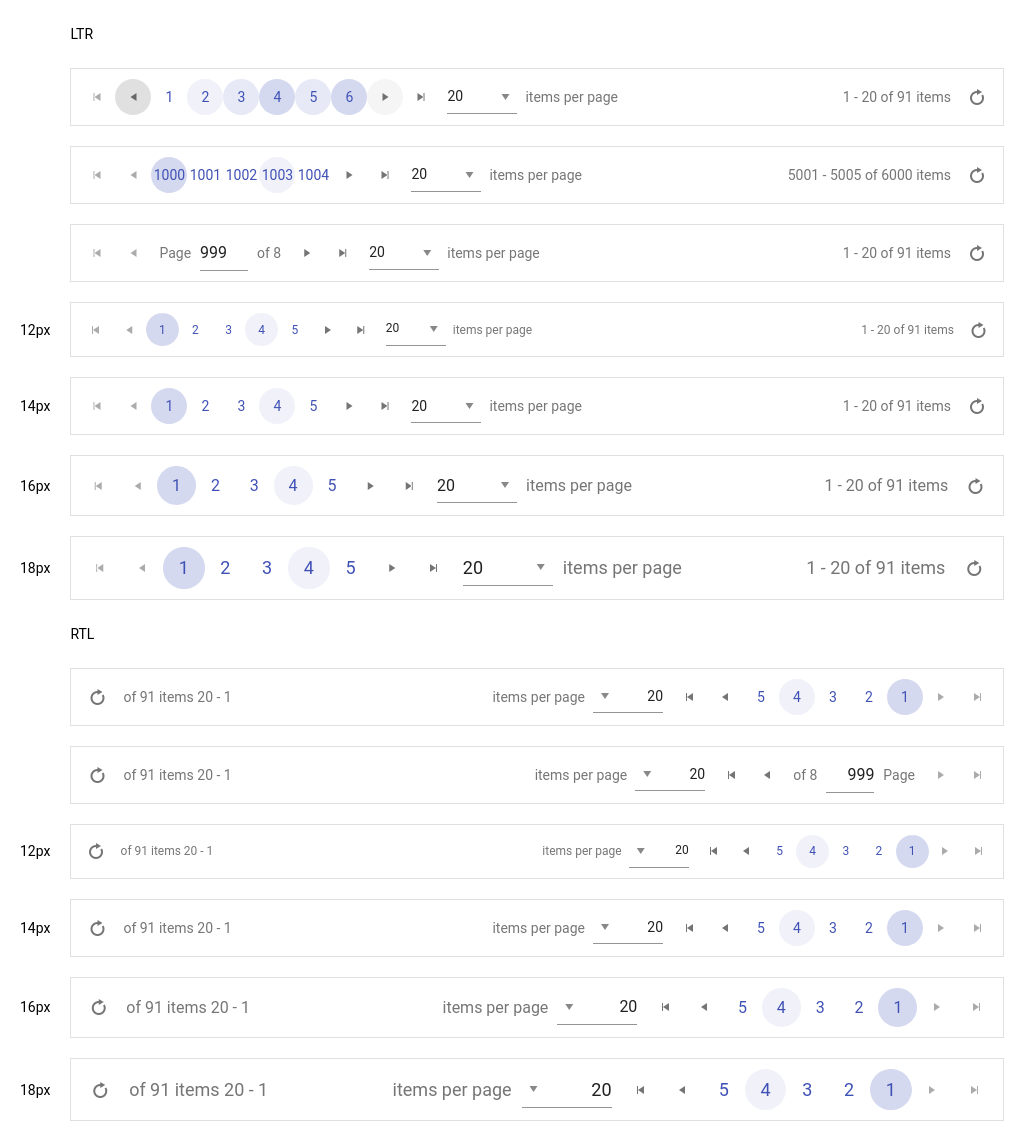 LTR
1 2 3 4 5 6 20 items per page 1 - 20 of 91 items
1000 1001 1002 1003 1004 20 items per page 5001 - 5005 of 6000 items
Page 999 of 8 20 items per page 1 - 20 of 91 items
12px 1 2 3 4 5 20 items per page 1 - 20 of 91 items
14px 1 2 3 4 5 20 items per page 1 - 20 of 91 items
16px 1 2 3 4 5 20 items per page 1 - 20 of 91 items
18px 1 2 3 4 5 20 items per page 1 - 20 of 91 items
RTL
of 91 items 20 - 1 items per page 20 5 4 3 2 1
of 91 items 20 - 1 items per page 20 of 8 999 Page
12px of 91 items 20 - 1 items per page 20 5 4 3 2 1
14px of 91 items 20 - 1 items per page 20 5 4 3 2 1
16px of 91 items 20 - 1 items per page 20 5 4 3 2 1
18px of 91 items 20 - 1 items per page 20 5 4 3 2 1